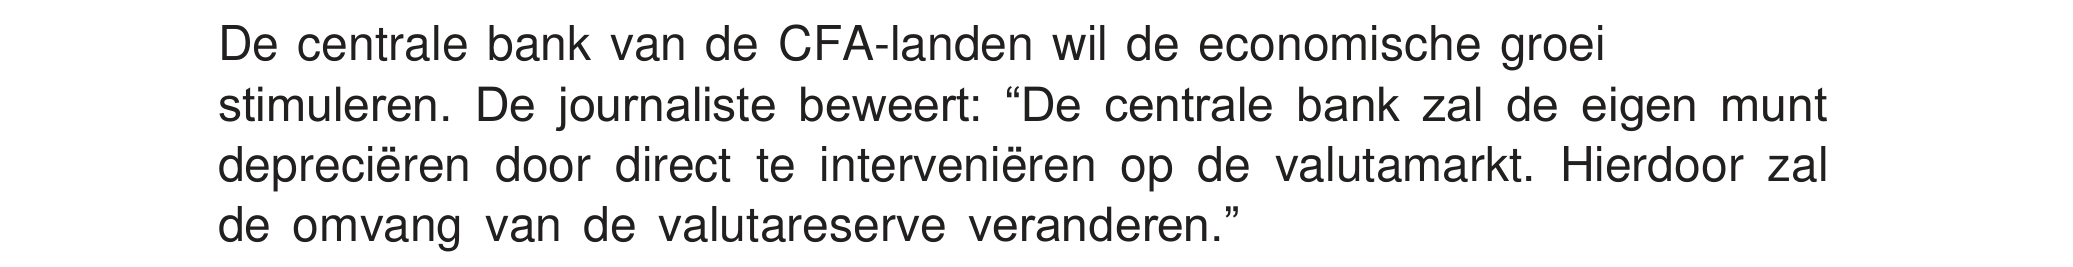 De centrale bank van de CFA-landen wil de economische groei
stimuleren. De journaliste beweert: “De centrale bank zal de eigen munt
depreciëren door direct te interveniëren op de valutamarkt. Hierdoor zal
de omvang van de valutareserve veranderen.”